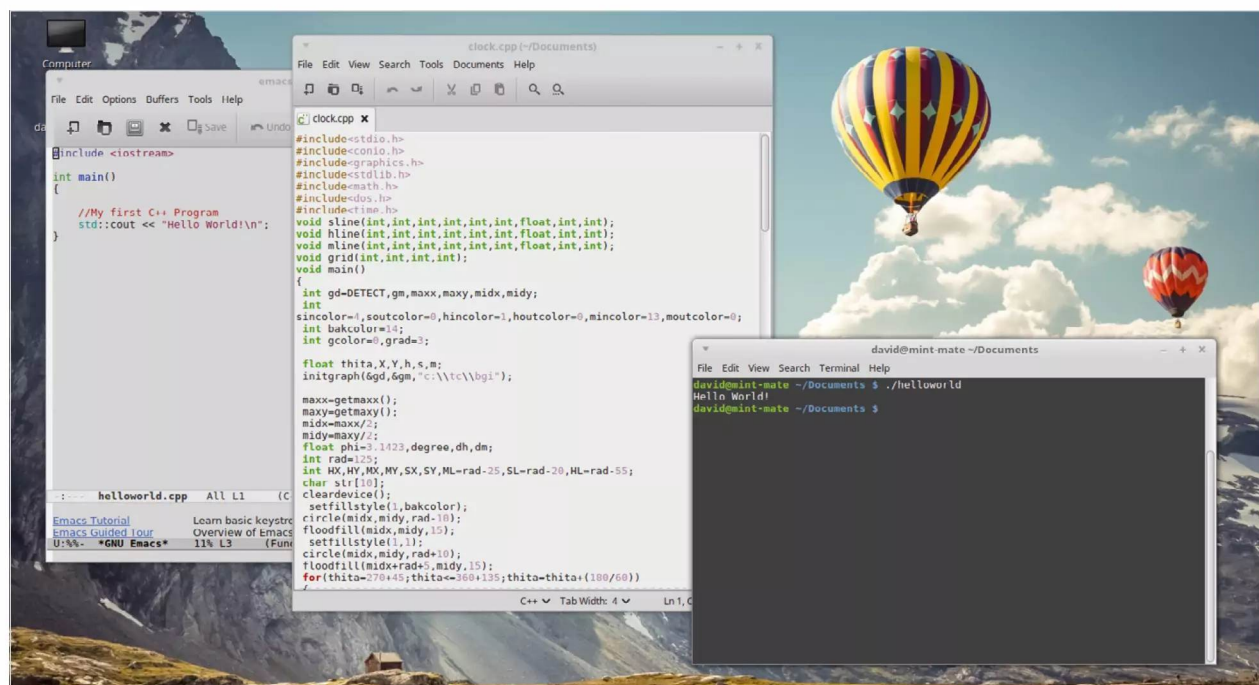 Computer
emacs
File Edit Options Buffers Tools Help
Save Undo
#include <iostream>
int main()
{
//My first C++ Program
std::cout << "Hello World!\n";
}
-:--- helloworld.cpp All L1 (C
Emacs Tutorial Learn basic keystro
Emacs Guided Tour Overview of Emacs
U:%%- *GNU Emacs* 11% L3 (Fun
clock.cpp (~/Documents)
File Edit View Search Tools Documents Help
clock.cpp
#include<stdio.h>
#include<conio.h>
#include<graphics.h>
#include<stdlib.h>
#include<math.h>
#include<dos.h>
#include<time.h>
void sline(int,int,int,int,int,int,float,int,int);
void hline(int,int,int,int,int,int,float,int,int);
void mline(int,int,int,int,int,int,float,int,int);
void grid(int,int,int,int);
void main()
{
int gd=DETECT,gm,maxx,maxy,midx,midy;
int
sincolor=4,soutcolor=0,hincolor=1,houtcolor=0,mincolor=13,moutcolor=0;
int bakcolor=14;
int gcolor=0,grad=3;
float thita,X,Y,h,s,m;
initgraph(&gd,&gm,"c:\\tc\\bgi");
maxx=getmaxx();
maxy=getmaxy();
midx=maxx/2;
midy=maxy/2;
float phi=3.1423,degree,dh,dm;
int rad=125;
int HX,HY,MX,MY,SX,SY,ML=rad-25,SL=rad-20,HL=rad-55;
char str[10];
cleardevice();
setfillstyle(1,bakcolor);
circle(midx,midy,rad-10);
floodfill(midx,midy,15);
setfillstyle(1,1);
circle(midx,midy,rad+10);
floodfill(midx+rad+5,midy,15);
for(thita=270+45;thita<=360+135;thita=thita+(180/60))
{
C++ Tab Width: 4 Ln 1, C
david@mint-mate ~/Documents
File Edit View Search Terminal Help
david@mint-mate ~/Documents $ ./helloworld
Hello World!
david@mint-mate ~/Documents $